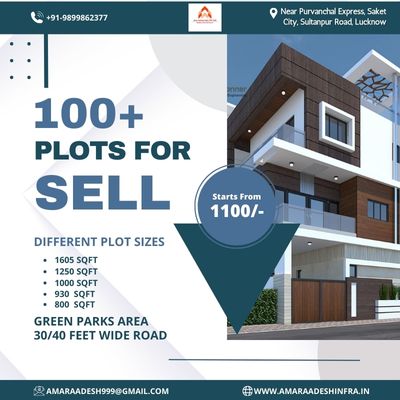 +91-9899862377
Near Purvanchal Express, Saket
City, Sultanpur Road, Lucknow
100+
PLOTS FOR
SELL
Starts From
1100/-
DIFFERENT PLOT SIZES
• 1605 SQFT
• 1250 SQFT
• 1000 SQFT
• 930 SQFT
• 800 SQFT
GREEN PARKS AREA
30/40 FEET WIDE ROAD
AMARAADESH999@GMAIL.COM
WWW.AMARAADESHINFRA.IN